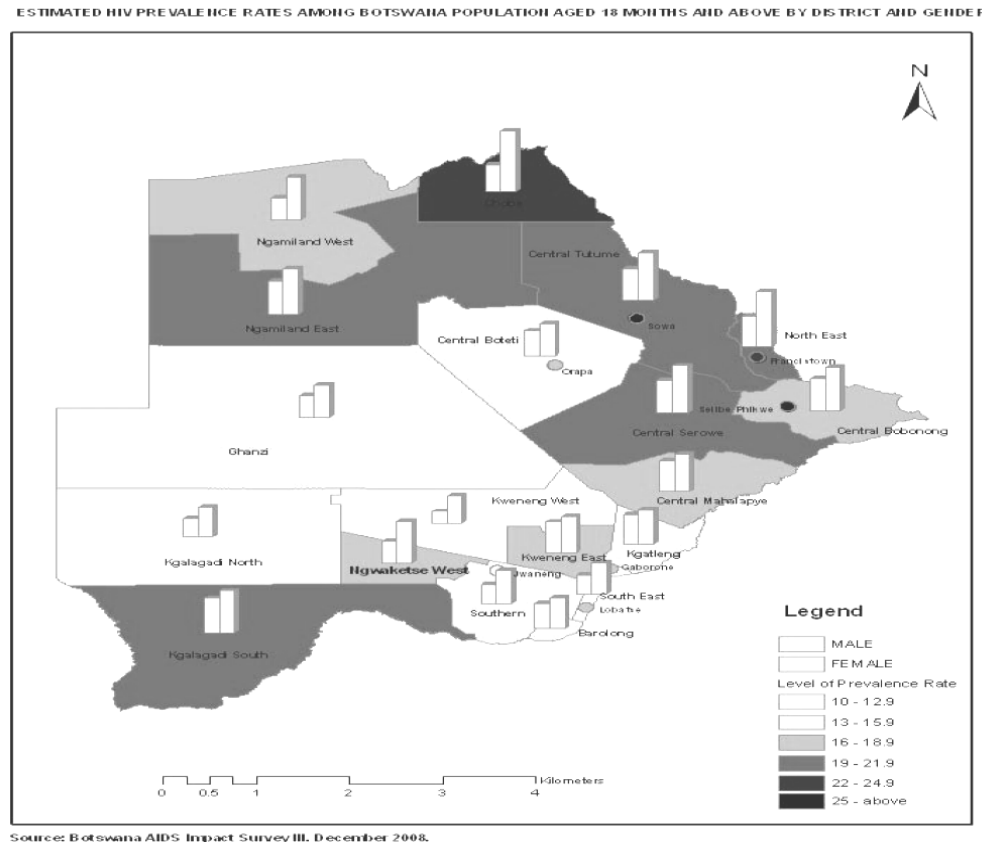 ESTIMATED HIV PREVALENCE RATES AMONG BOTSWANA POPULATION AGED 18 MONTHS AND ABOVE BY DISTRICT AND GENDER
N
Chobe
Ngamiland West
Central Tutume
Ngamiland East
Sowa
North East
Central Boteti
Francistown
Orapa
Selibe Phikwe
Central Bobonong
Central Serowe
Ghanzi
Kweneng West
Central Mahalapye
Kgalagadi North
Kweneng East
Kgatleng
Ngwaketse West
Jwaneng
Gaborone
South East
Southern
Lobatse
Barolong
Kgalagadi South
Legend
MALE
FEMALE
Level of Prevalence Rate
10 - 12.9
13 - 15.9
16 - 18.9
19 - 21.9
22 - 24.9
25 - above
Kilometers
0 0.5 1 2 3 4
Source: Botswana AIDS Impact Survey III. December 2008.